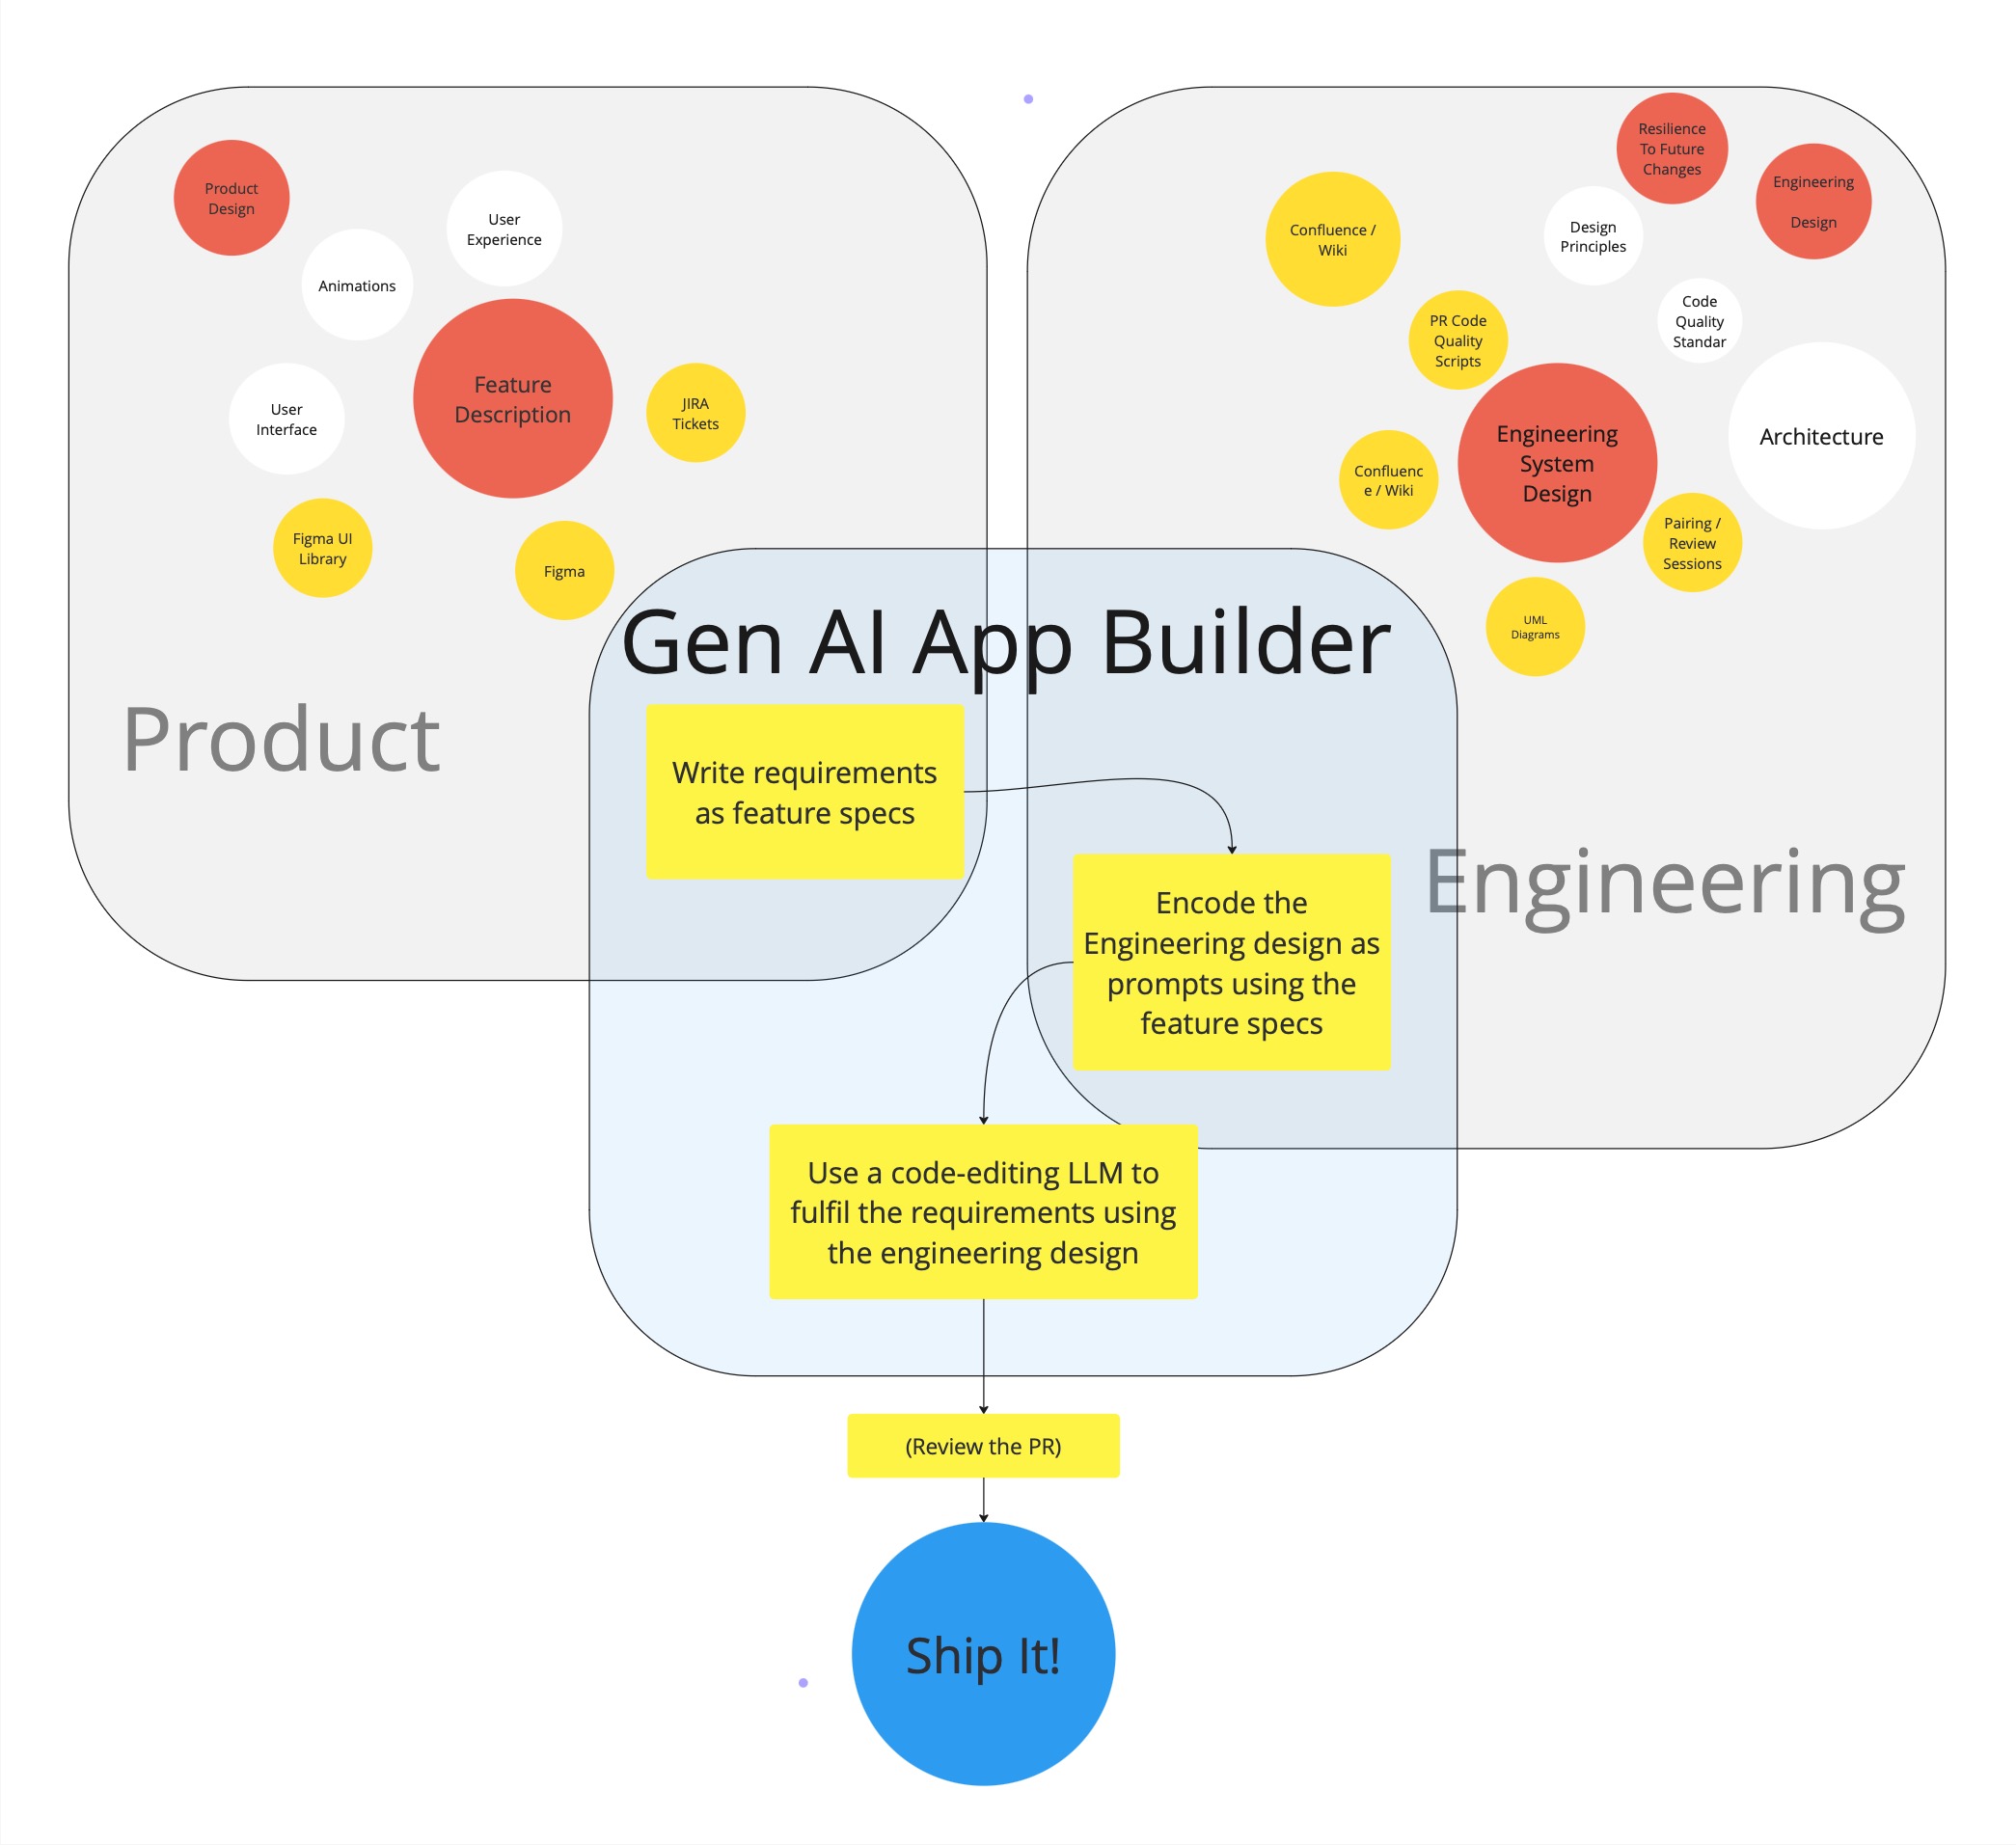 Product
Design
User
Experience
Animations
User
Interface
Feature
Description
JIRA
Tickets
Figma UI
Library
Figma
Product
Resilience
To Future
Changes
Engineering
Design
Confluence /
Wiki
Design
Principles
PR Code
Quality
Scripts
Code
Quality
Standar
Engineering
System
Design
Architecture
Confluenc
e / Wiki
Pairing /
Review
Sessions
UML
Diagrams
Engineering
Gen AI App Builder
Write requirements
as feature specs
Encode the
Engineering design as
prompts using the
feature specs
Use a code-editing LLM to
fulfil the requirements using
the engineering design
(Review the PR)
Ship It!